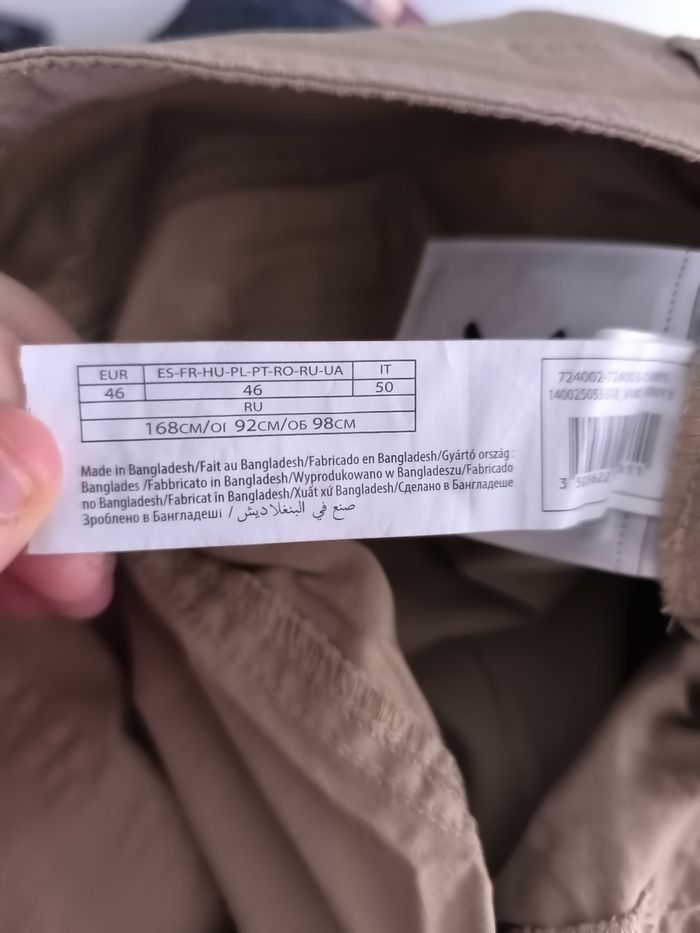 EUR ES-FR-HU-PL-PT-RO-RU-UA IT
46 46 50
RU
168CM/ОГ 92CM/ОБ 98CM
Made in Bangladesh/Fait au Bangladesh/Fabricado en Bangladesh/Gyártó ország :
Banglades /Fabbricato in Bangladesh/Wyprodukowano w Bangladeszu/Fabricado
no Bangladesh/Fabricat în Bangladesh/Xuất xứ Bangladesh/Сделано в Бангладеше
Зроблено в Бангладеші / صنع في البنغلاديش